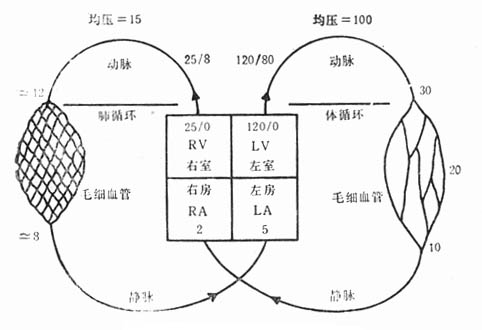 均压=15
均压=100
动脉
25/8
120/80
动脉
≃12
30
肺循环
体循环
25/0
120/0
RV
LV
右室
左室
20
毛细血管
毛细血管
右房
左房
RA
LA
2
5
≃8
10
静脉
静脉